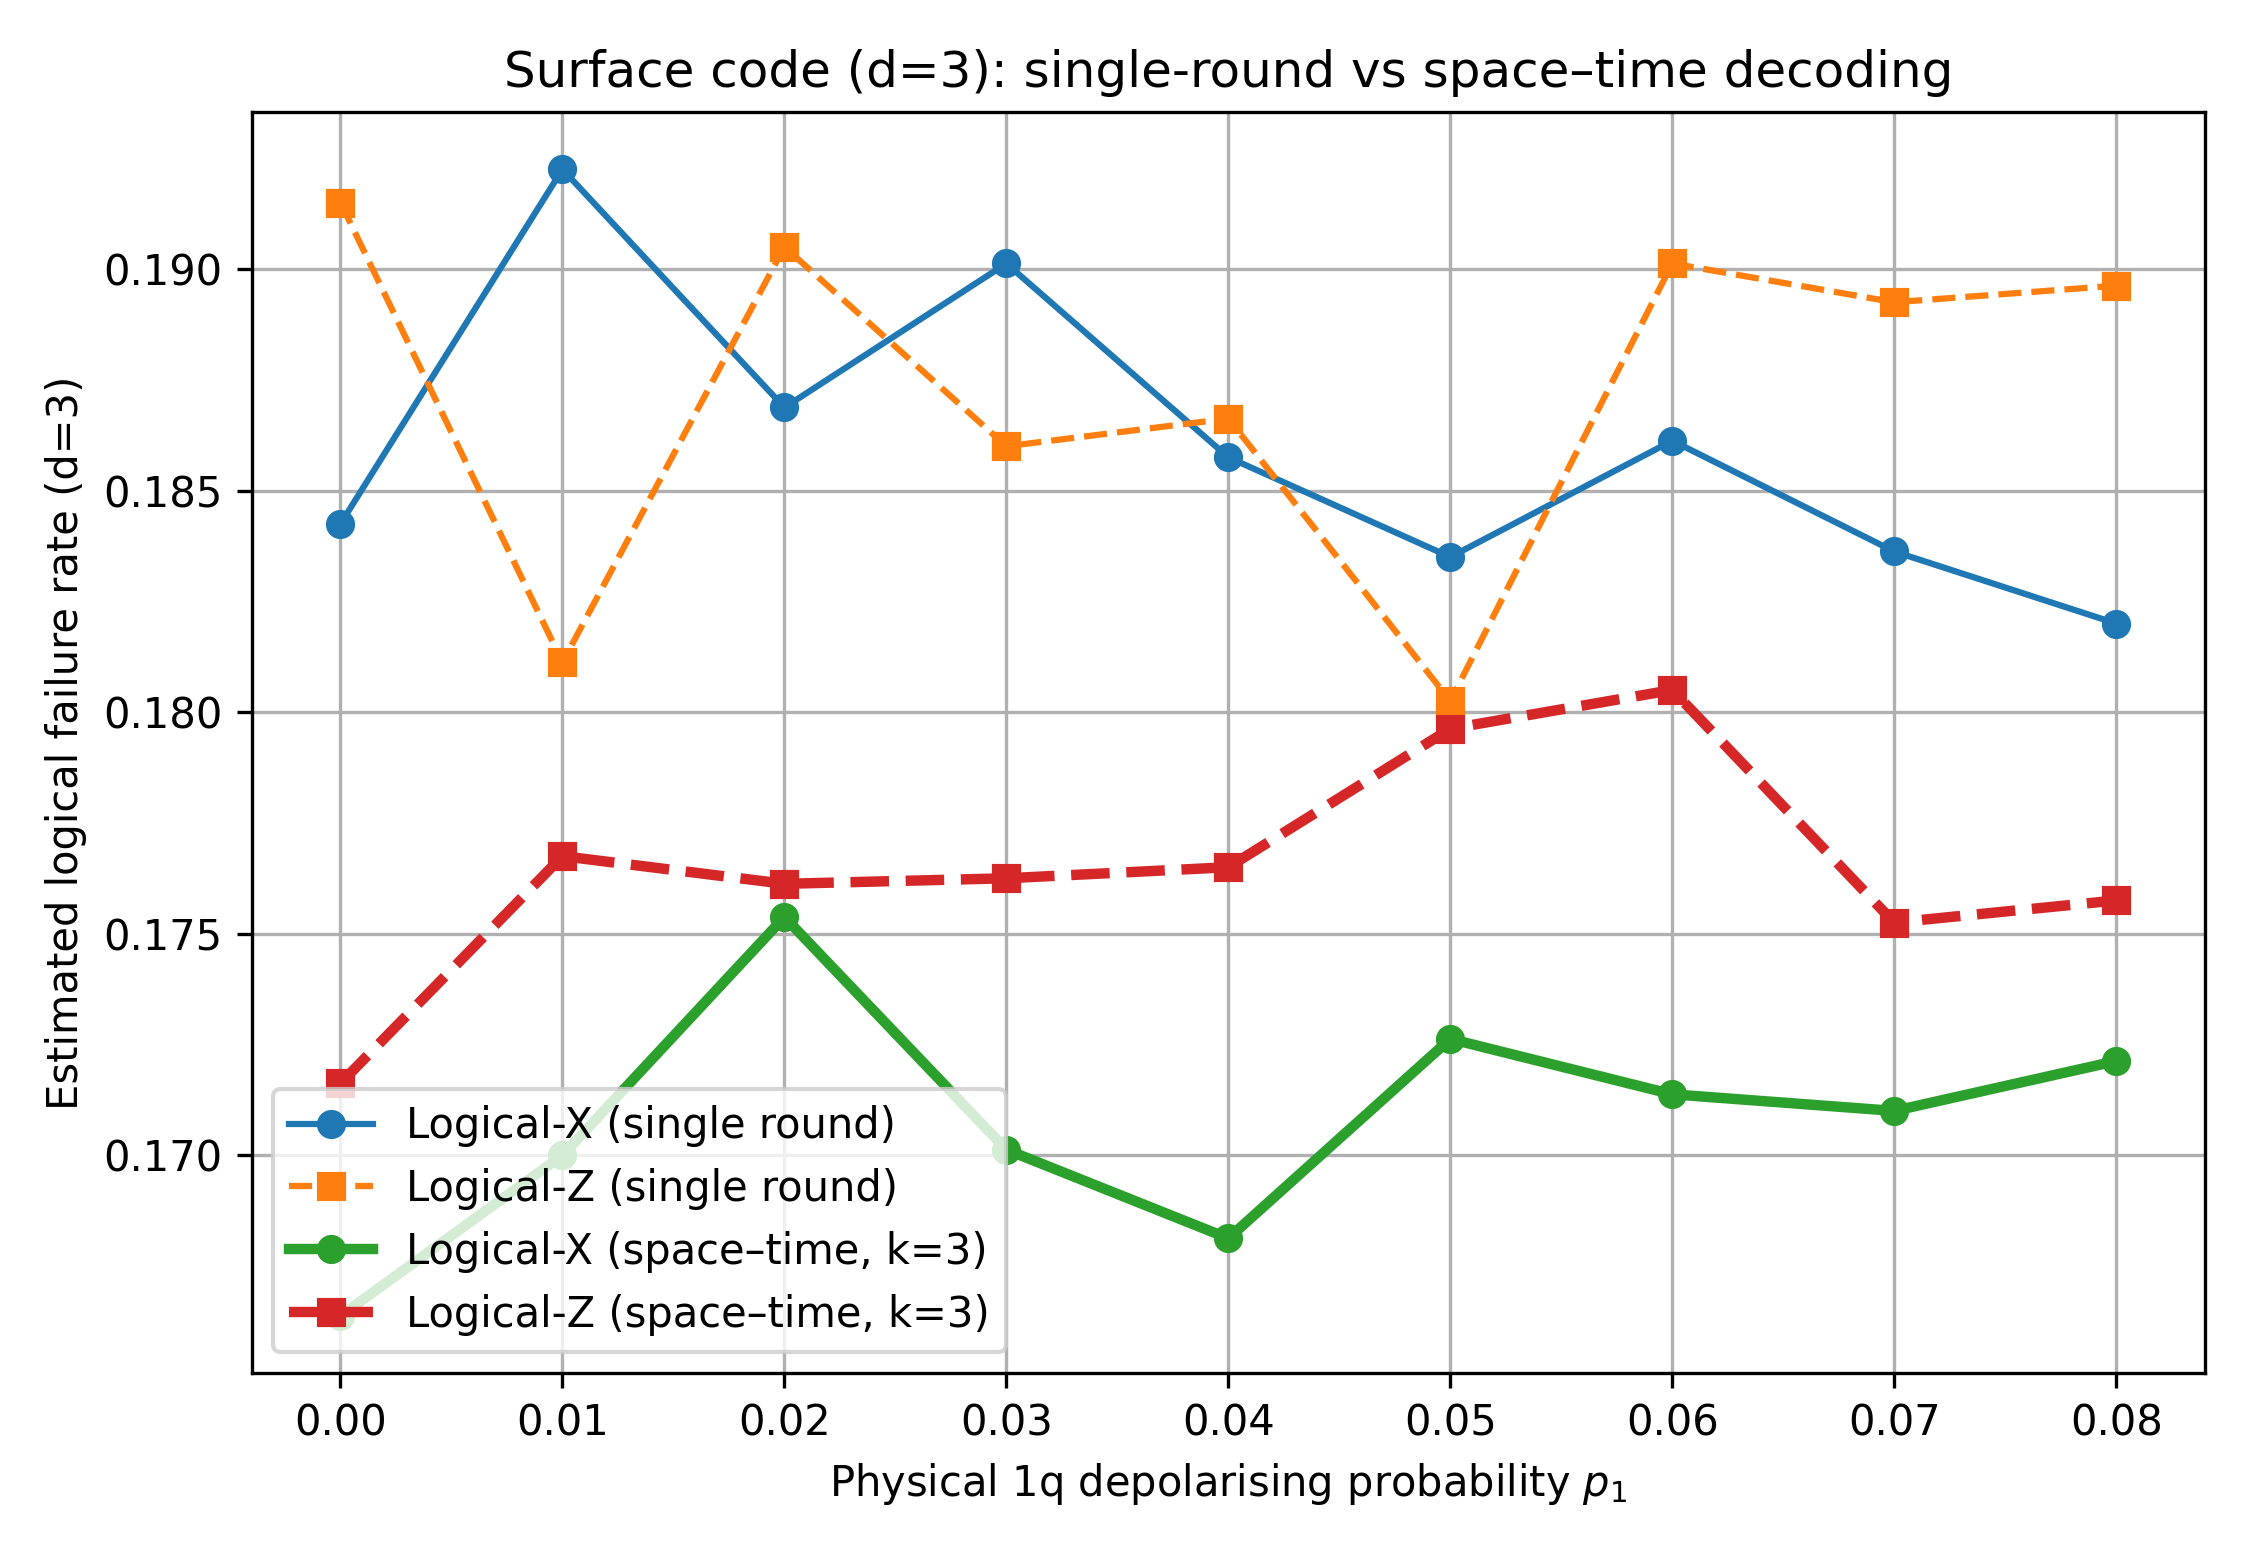 Surface code (d=3): single-round vs space–time decoding
Estimated logical failure rate (d=3)
0.190
0.185
0.180
0.175
0.170
Logical-X (single round)
Logical-Z (single round)
Logical-X (space–time, k=3)
Logical-Z (space–time, k=3)
0.00 0.01 0.02 0.03 0.04 0.05 0.06 0.07 0.08
Physical 1q depolarising probability p₁